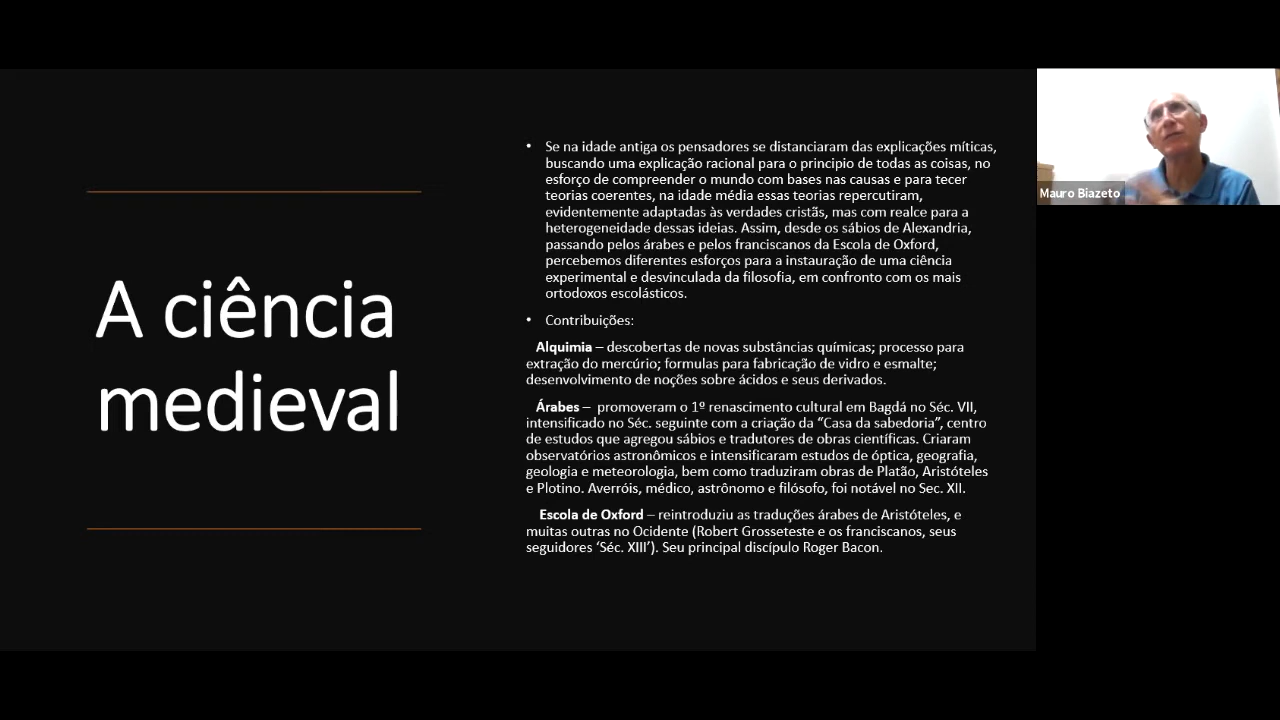 A ciência
medieval
• Se na idade antiga os pensadores se distanciaram das explicações míticas,
buscando uma explicação racional para o principio de todas as coisas, no
esforço de compreender o mundo com bases nas causas e para tecer
teorias coerentes, na idade média essas teorias repercutiram,
evidentemente adaptadas às verdades cristãs, mas com realce para a
heterogeneidade dessas ideias. Assim, desde os sábios de Alexandria,
passando pelos árabes e pelos franciscanos da Escola de Oxford,
percebemos diferentes esforços para a instauração de uma ciência
experimental e desvinculada da filosofia, em confronto com os mais
ortodoxos escolásticos.
• Contribuições:
Alquimia – descobertas de novas substâncias químicas; processo para
extração do mercúrio; formulas para fabricação de vidro e esmalte;
desenvolvimento de noções sobre ácidos e seus derivados.
Árabes – promoveram o 1º renascimento cultural em Bagdá no Séc. VII,
intensificado no Séc. seguinte com a criação da “Casa da sabedoria”, centro
de estudos que agregou sábios e tradutores de obras científicas. Criaram
observatórios astronômicos e intensificaram estudos de óptica, geografia,
geologia e meteorologia, bem como traduziram obras de Platão, Aristóteles
e Plotino. Averróis, médico, astrônomo e filósofo, foi notável no Sec. XII.
Escola de Oxford – reintroduziu as traduções árabes de Aristóteles, e
muitas outras no Ocidente (Robert Grosseteste e os franciscanos, seus
seguidores ‘Séc. XIII’). Seu principal discípulo Roger Bacon.
Mauro Biazeto